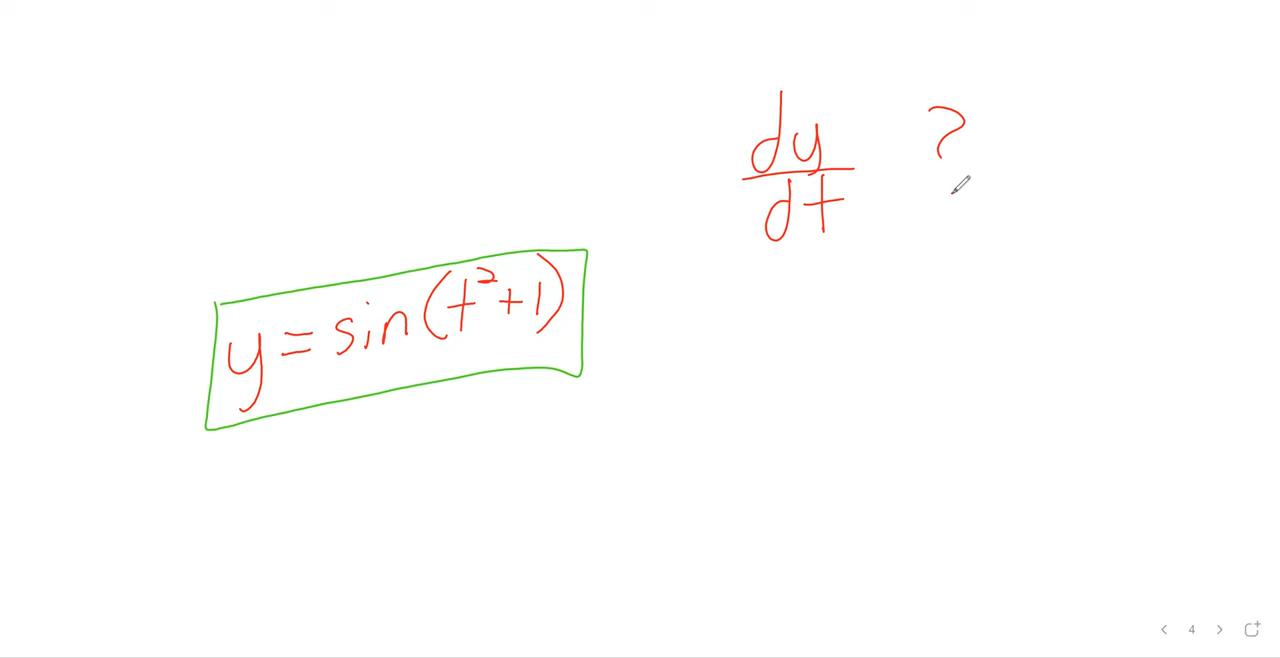 dy/dt ?
y = sin(t²+1)
4